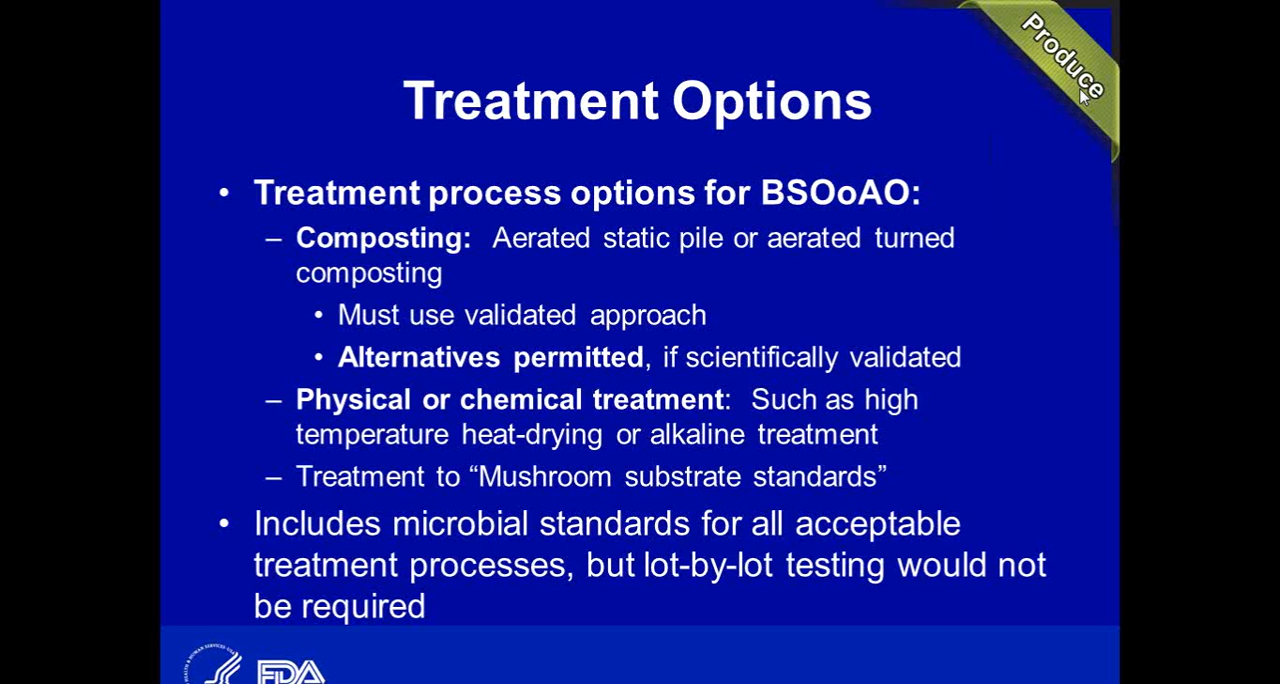 Produce
Treatment Options
• Treatment process options for BSOoAO:
– Composting: Aerated static pile or aerated turned
composting
• Must use validated approach
• Alternatives permitted, if scientifically validated
– Physical or chemical treatment: Such as high
temperature heat-drying or alkaline treatment
– Treatment to “Mushroom substrate standards”
• Includes microbial standards for all acceptable
treatment processes, but lot-by-lot testing would not
be required
FDA